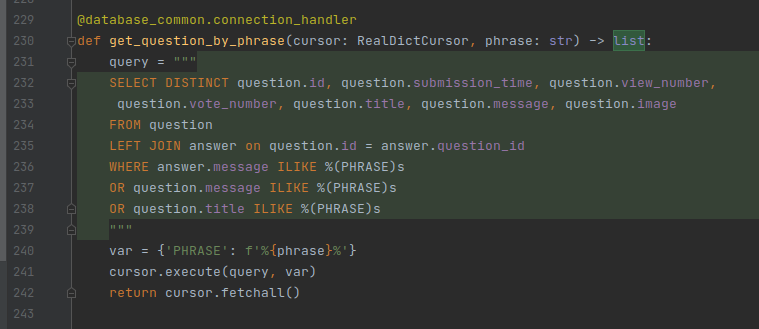 229 @database_common.connection_handler
230 def get_question_by_phrase(cursor: RealDictCursor, phrase: str) -> list:
231     query = """
232     SELECT DISTINCT question.id, question.submission_time, question.view_number,
233      question.vote_number, question.title, question.message, question.image
234     FROM question
235     LEFT JOIN answer on question.id = answer.question_id
236     WHERE answer.message ILIKE %(PHRASE)s
237     OR question.message ILIKE %(PHRASE)s
238     OR question.title ILIKE %(PHRASE)s
239     """
240     var = {'PHRASE': f'%{phrase}%'}
241     cursor.execute(query, var)
242     return cursor.fetchall()
243